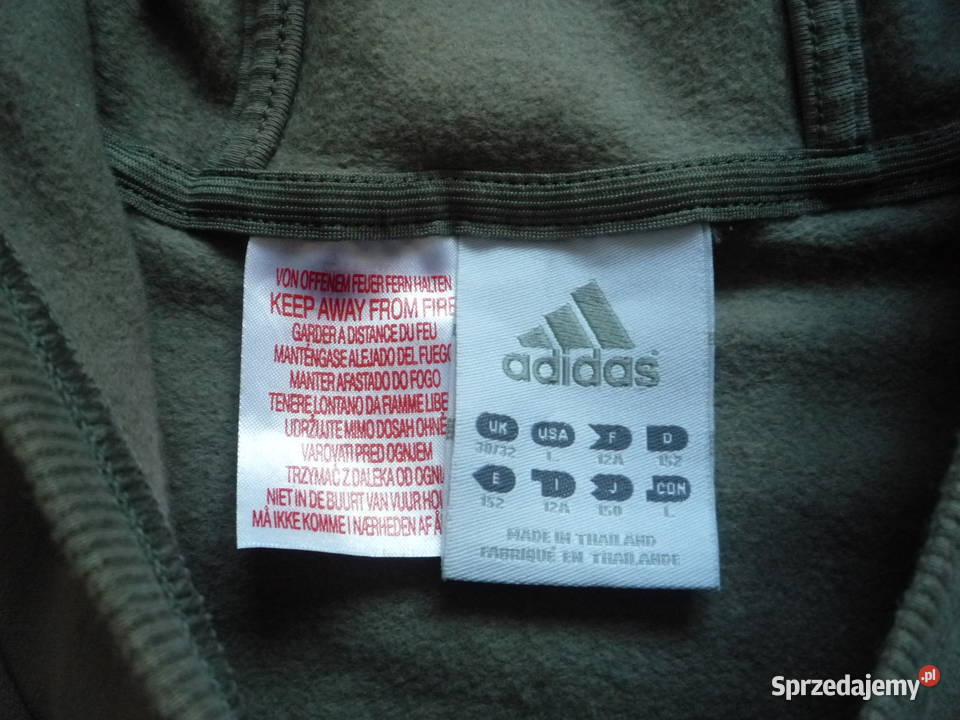 VON OFFENEM FEUER FERN HALTEN
KEEP AWAY FROM FIRE
GARDER A DISTANCE DU FEU
MANTÉNGASE ALEJADO DEL FUEGO
MANTER AFASTADO DO FOGO
TENERE LONTANO DA FIAMME LIBE
UDRŽUJTE MIMO DOSAH OHNĚ
VAROVATI PRED OGNJEM
TRZYMAĆ Z DALEKA OD OGNI
NIET IN DE BUURT VAN VUUR HOU
MÅ IKKE KOMME I NÆRHEDEN AF Å
adidas
UK USA F D
30/32 L 12A 152
E I J CDN
152 12A 150 L
MADE IN THAILAND
FABRIQUÉ EN THAILANDE
Sprzedajemy.pl